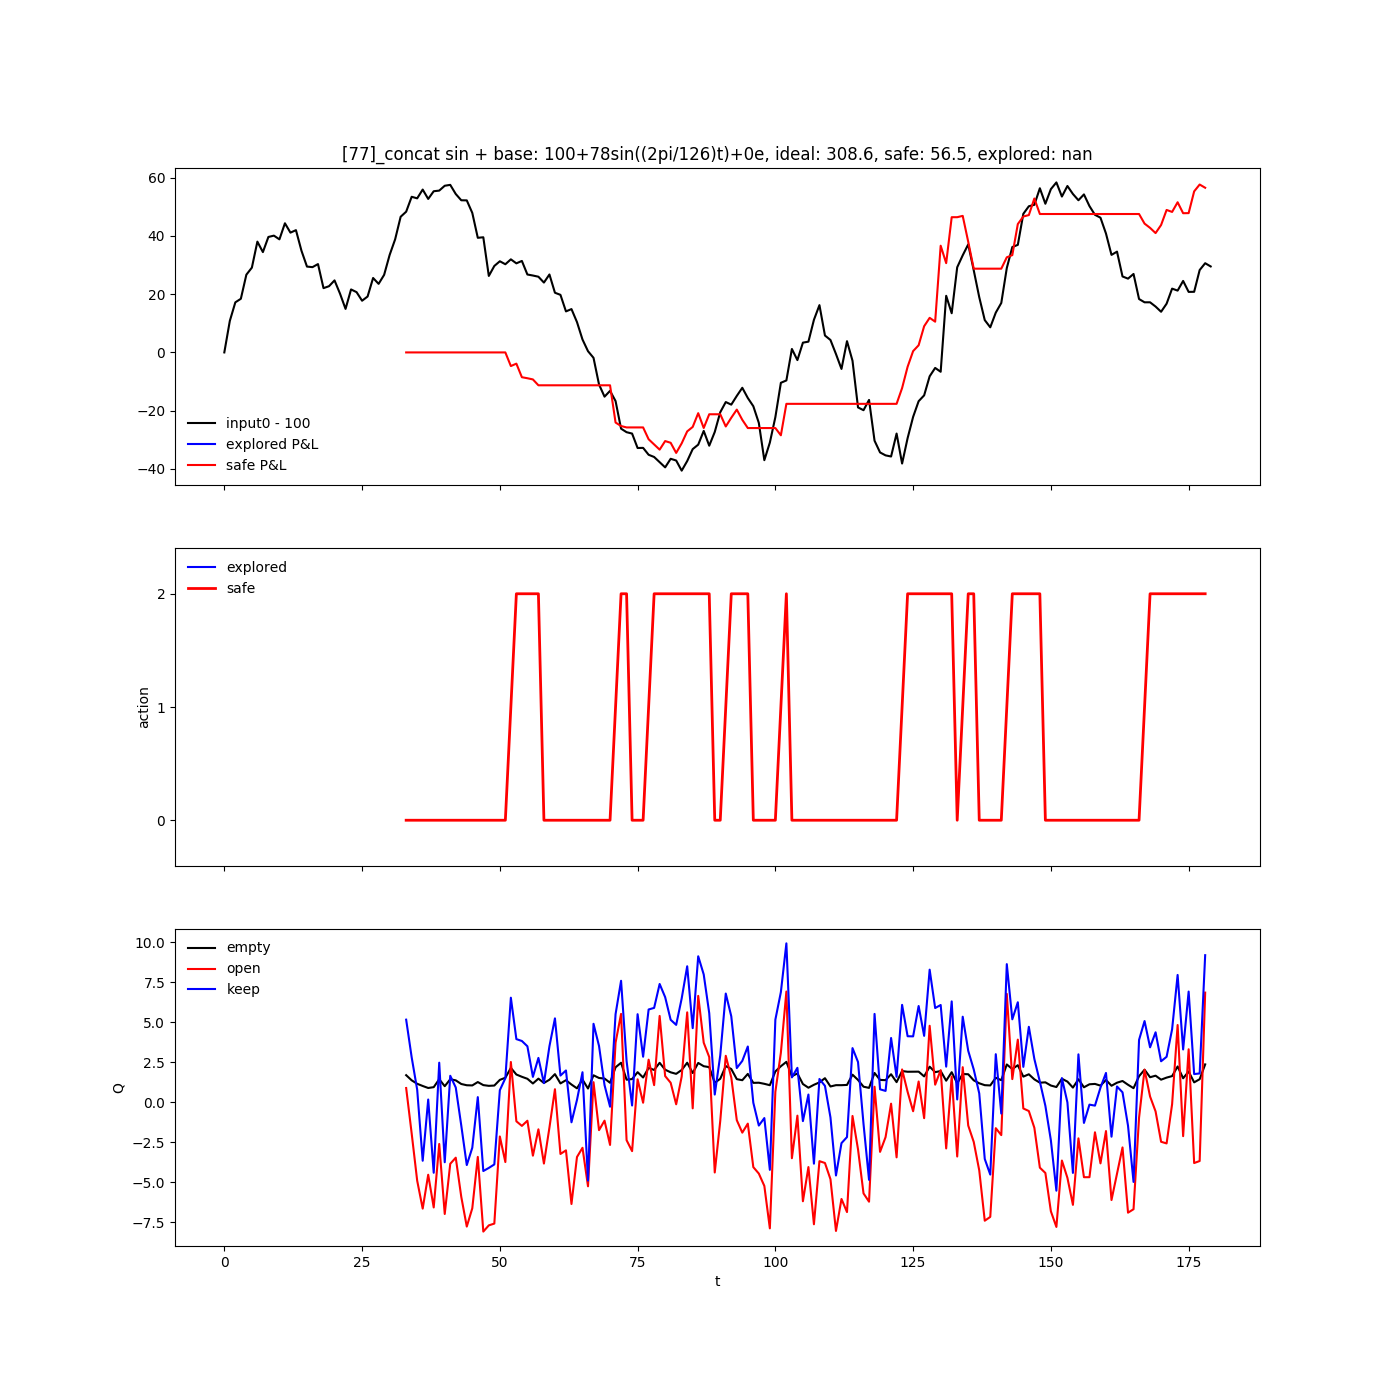 [77]_concat sin + base: 100+78sin((2pi/126)t)+0e, ideal: 308.6, safe: 56.5, explored: nan
60
40
20
0
−20
−40
input0 - 100
explored P&L
safe P&L
explored
safe
2
1
0
action
empty
open
keep
10.0
7.5
5.0
2.5
0.0
−2.5
−5.0
−7.5
Q
0 25 50 75 100 125 150 175
t